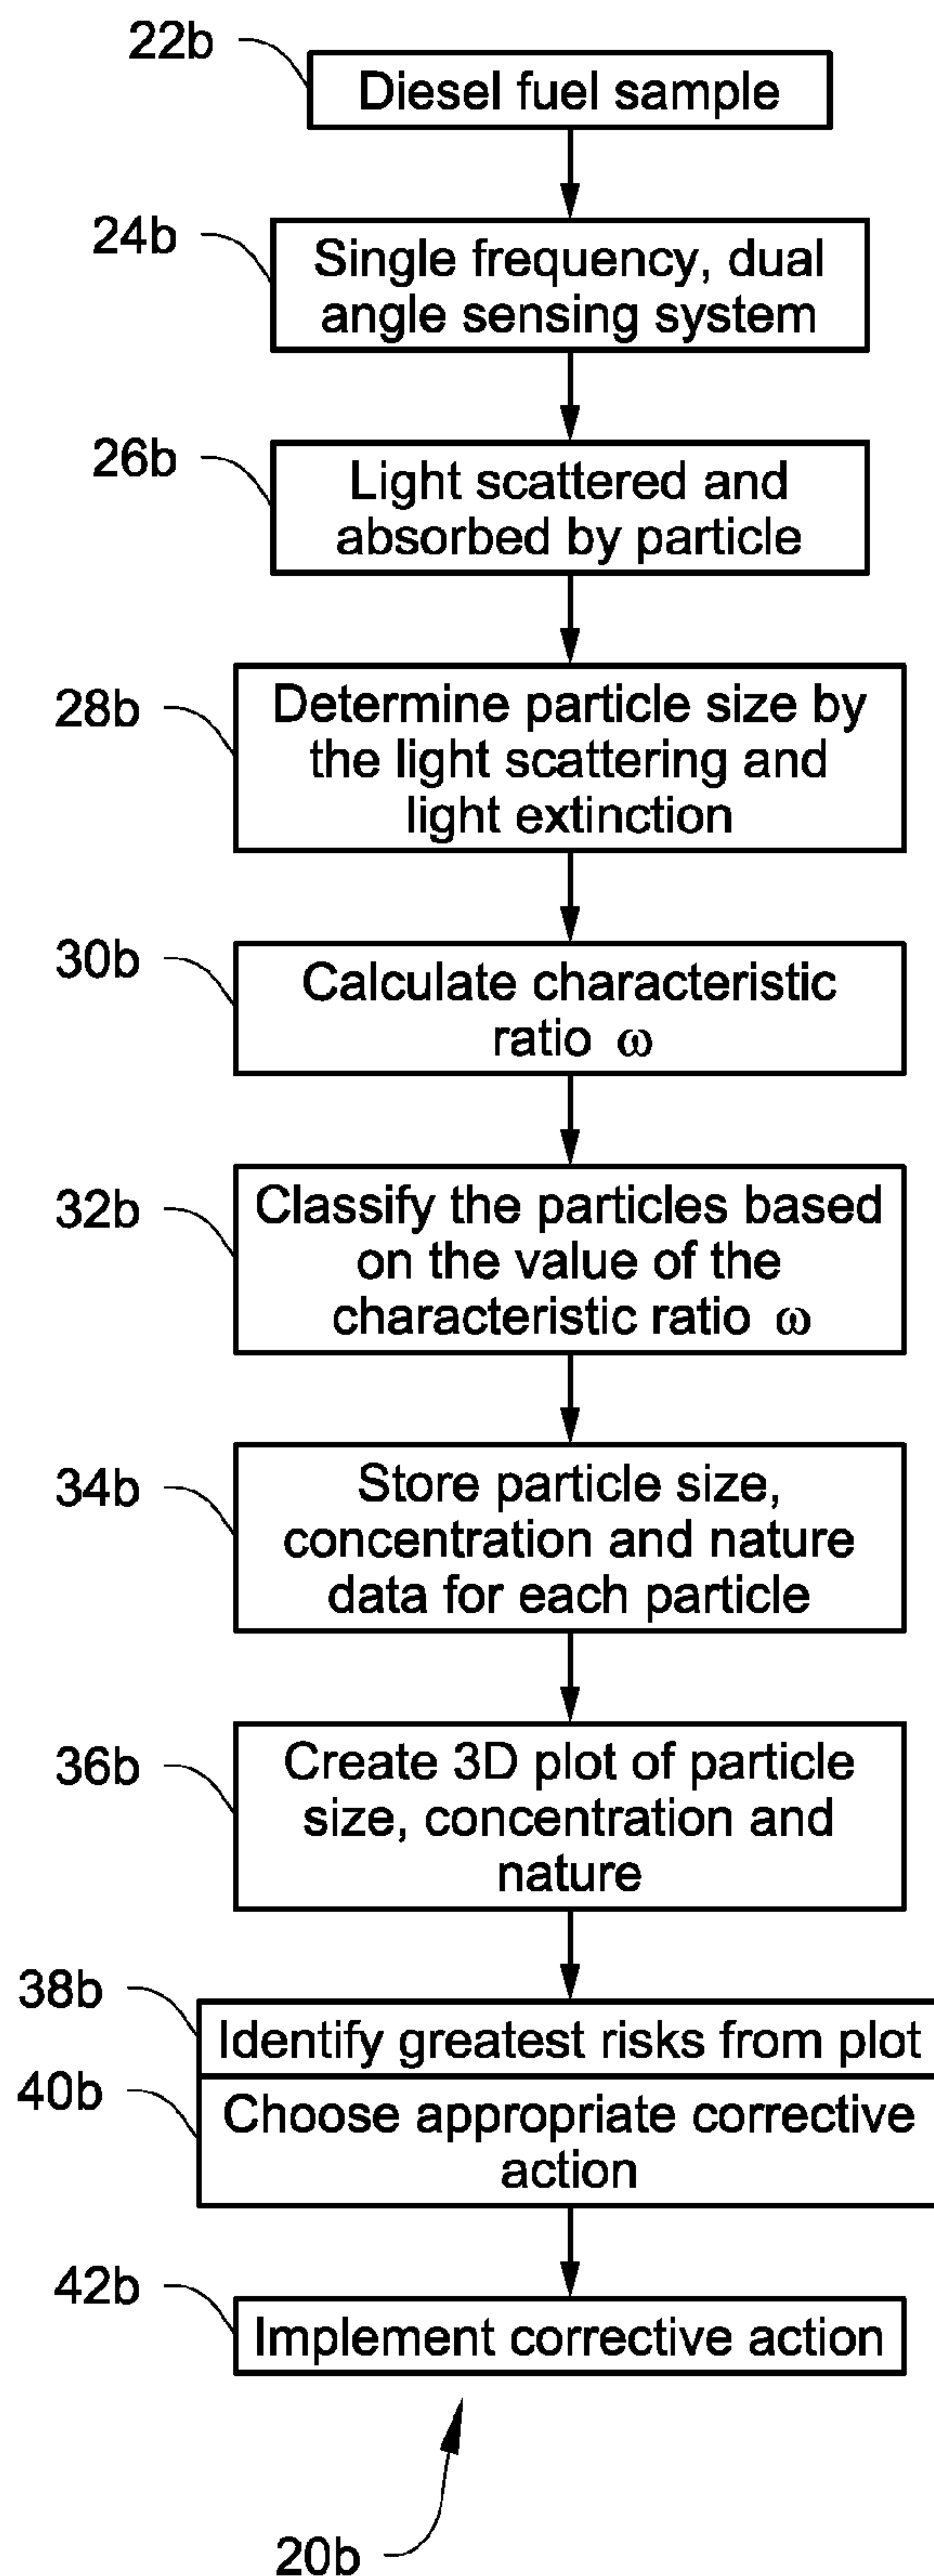 22b
Diesel fuel sample
24b
Single frequency, dual
angle sensing system
26b
Light scattered and
absorbed by particle
28b
Determine particle size by
the light scattering and
light extinction
30b
Calculate characteristic
ratio ω
32b
Classify the particles based
on the value of the
characteristic ratio ω
34b
Store particle size,
concentration and nature
data for each particle
36b
Create 3D plot of particle
size, concentration and
nature
38b
Identify greatest risks from plot
40b
Choose appropriate corrective
action
42b
Implement corrective action
20b